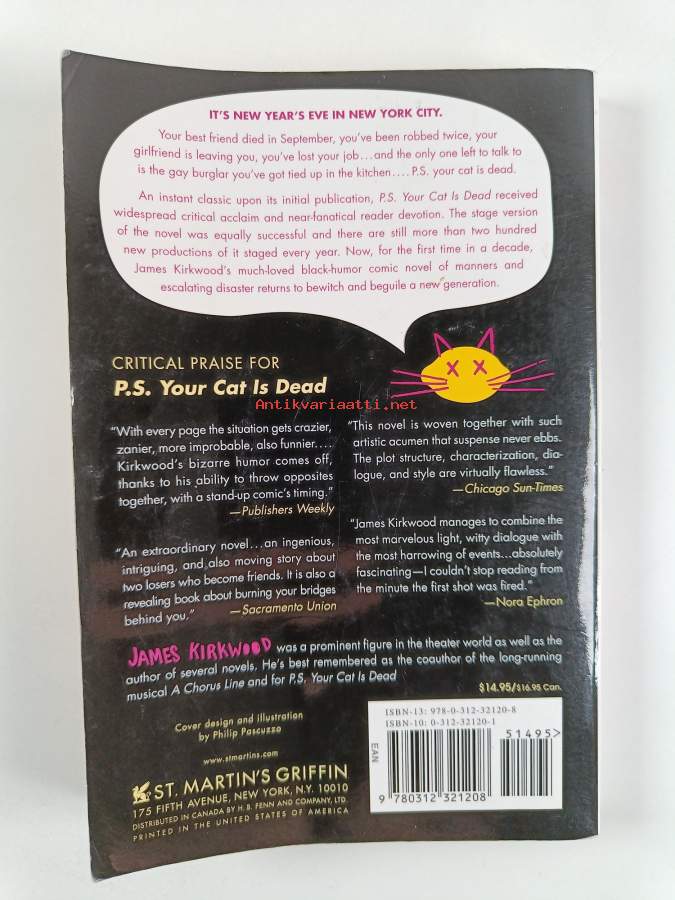 IT'S NEW YEAR'S EVE IN NEW YORK CITY.
Your best friend died in September, you've been robbed twice, your
girlfriend is leaving you, you've lost your job...and the only one left to talk to
is the gay burglar you've got tied up in the kitchen.... P.S. your cat is dead.
An instant classic upon its initial publication, P.S. Your Cat Is Dead received
widespread critical acclaim and near-fanatical reader devotion. The stage version
of the novel was equally successful and there are still more than two hundred
new productions of it staged every year. Now, for the first time in a decade,
James Kirkwood's much-loved black-humor comic novel of manners and
escalating disaster returns to bewitch and beguile a new generation.
CRITICAL PRAISE FOR
P.S. Your Cat Is Dead
Antikvariaatti.net
"With every page the situation gets crazier,
zanier, more improbable, also funnier....
Kirkwood's bizarre humor comes off,
thanks to his ability to throw opposites
together, with a stand-up comic's timing."
—Publishers Weekly
"An extraordinary novel...an ingenious,
intriguing, and also moving story about
two losers who become friends. It is also a
revealing book about burning your bridges
behind you." —Sacramento Union
"This novel is woven together with such
artistic acumen that suspense never ebbs.
The plot structure, characterization, dia-
logue, and style are virtually flawless."
—Chicago Sun-Times
"James Kirkwood manages to combine the
most marvelous light, witty dialogue with
the most harrowing of events...absolutely
fascinating—I couldn't stop reading from
the minute the first shot was fired."
—Nora Ephron
JAMES KIRKWOOD was a prominent figure in the theater world as well as the
author of several novels. He's best remembered as the coauthor of the long-running
musical A Chorus Line and for P.S. Your Cat Is Dead
$14.95/$16.95 Can.
Cover design and illustration
by Philip Pascuzzo
www.stmartins.com
ST. MARTIN'S GRIFFIN
175 FIFTH AVENUE, NEW YORK, N.Y. 10010
DISTRIBUTED IN CANADA BY H. B. FENN AND COMPANY, LTD.
PRINTED IN THE UNITED STATES OF AMERICA
ISBN-13: 978-0-312-32120-8
ISBN-10: 0-312-32120-1
51495>
EAN
9 780312 321208